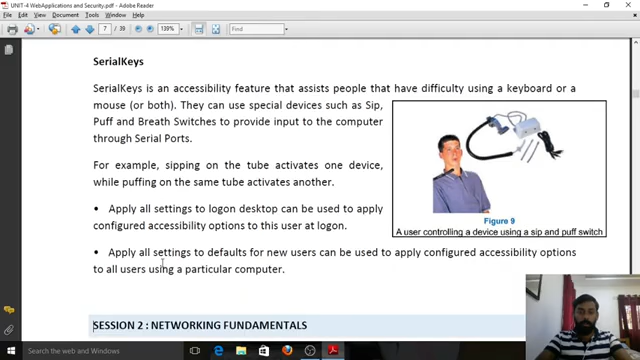 UNIT-4 WebApplications and Security.pdf - Adobe Reader
File Edit View Document Tools Window Help
7 / 39 139% Find
SerialKeys
SerialKeys is an accessibility feature that assists people that have difficulty using a keyboard or a
mouse (or both). They can use special devices such as Sip,
Puff and Breath Switches to provide input to the computer
through Serial Ports.
For example, sipping on the tube activates one device,
while puffing on the same tube activates another.
• Apply all settings to logon desktop can be used to apply
configured accessibility options to this user at logon.
Figure 9
A user controlling a device using a sip and puff switch
• Apply all settings to defaults for new users can be used to apply configured accessibility options
to all users using a particular computer.
SESSION 2 : NETWORKING FUNDAMENTALS
Search the web and Windows